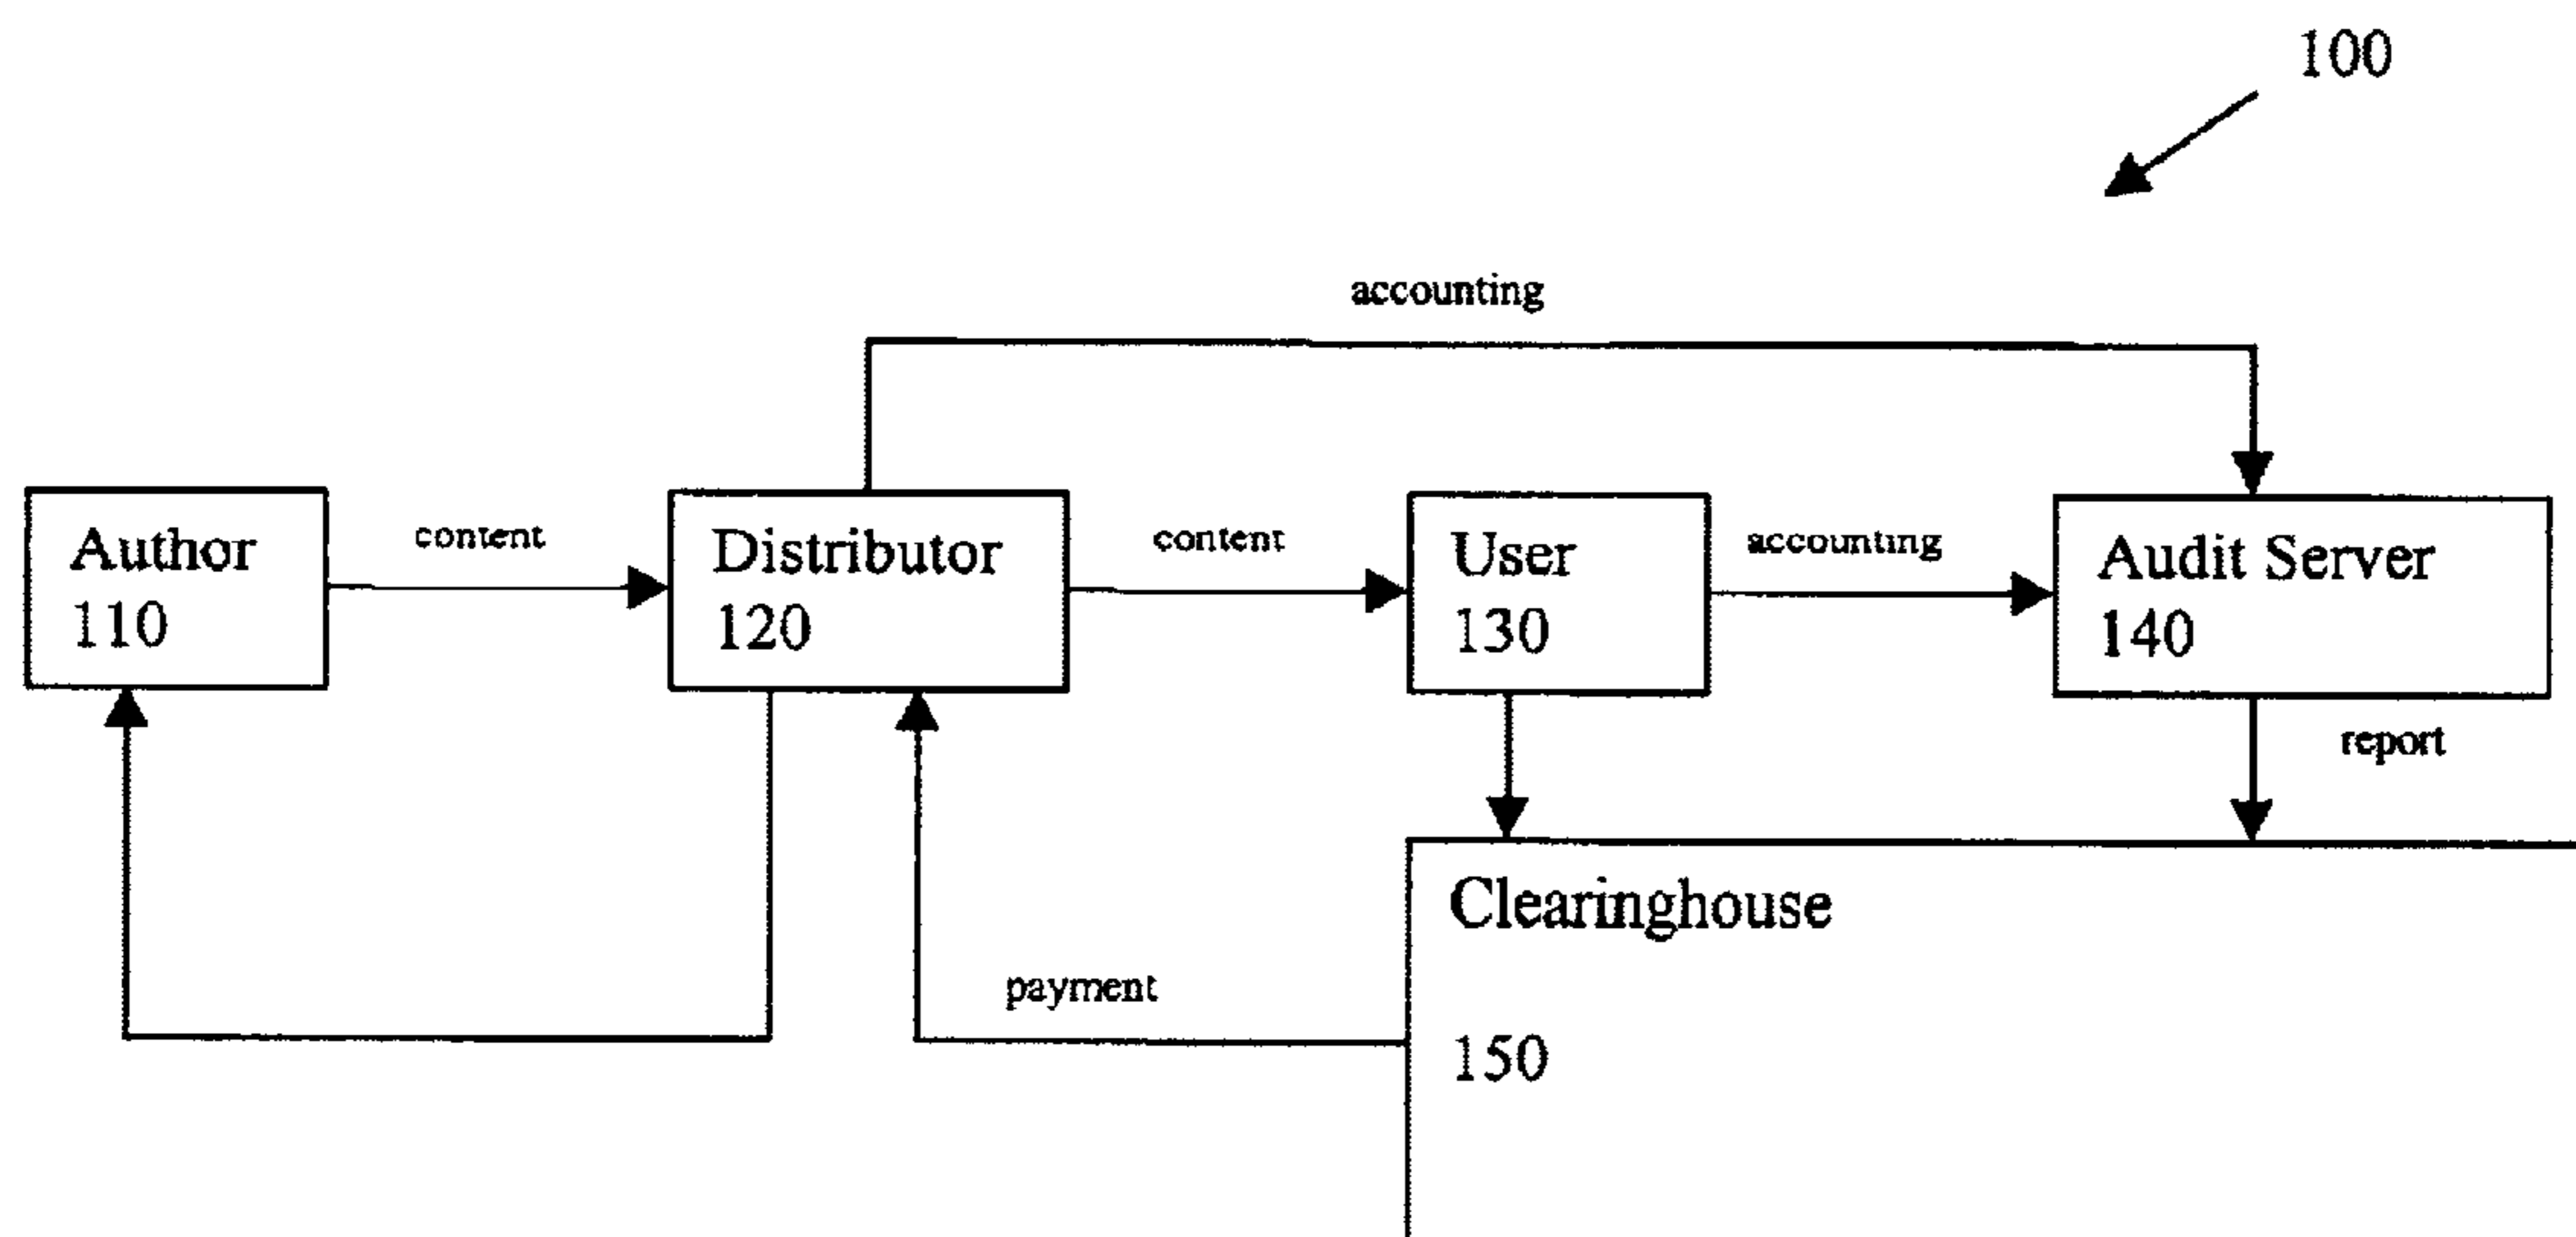 100
accounting
Author
110
content
Distributor
120
content
User
130
accounting
Audit Server
140
report
Clearinghouse
150
payment